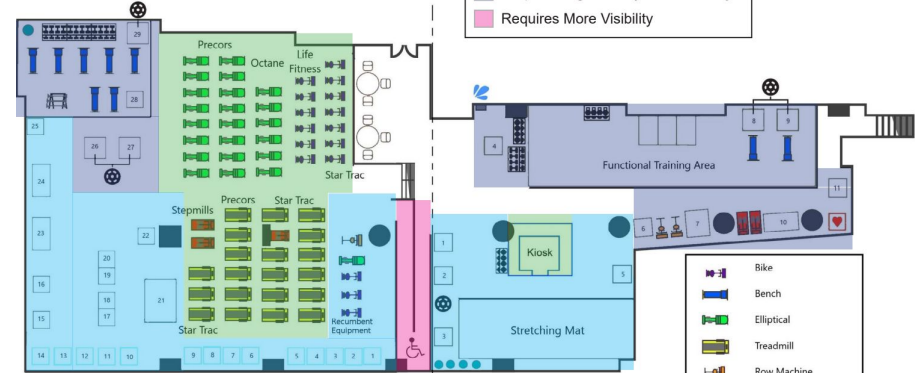 Requires More Visibility
29
Precors
Octane
Life
Fitness
28
25
26
27
Star Trac
24
23
16
15
22
20
19
18
17
21
Stepmills
Precors
Star Trac
Star Trac
Recumbent
Equipment
14
13
12
11
10
9
8
7
6
5
4
3
2
1
4
8
9
Functional Training Area
11
6
7
10
1
2
3
Kiosk
5
Stretching Mat
Bike
Bench
Elliptical
Treadmill
Row Machine